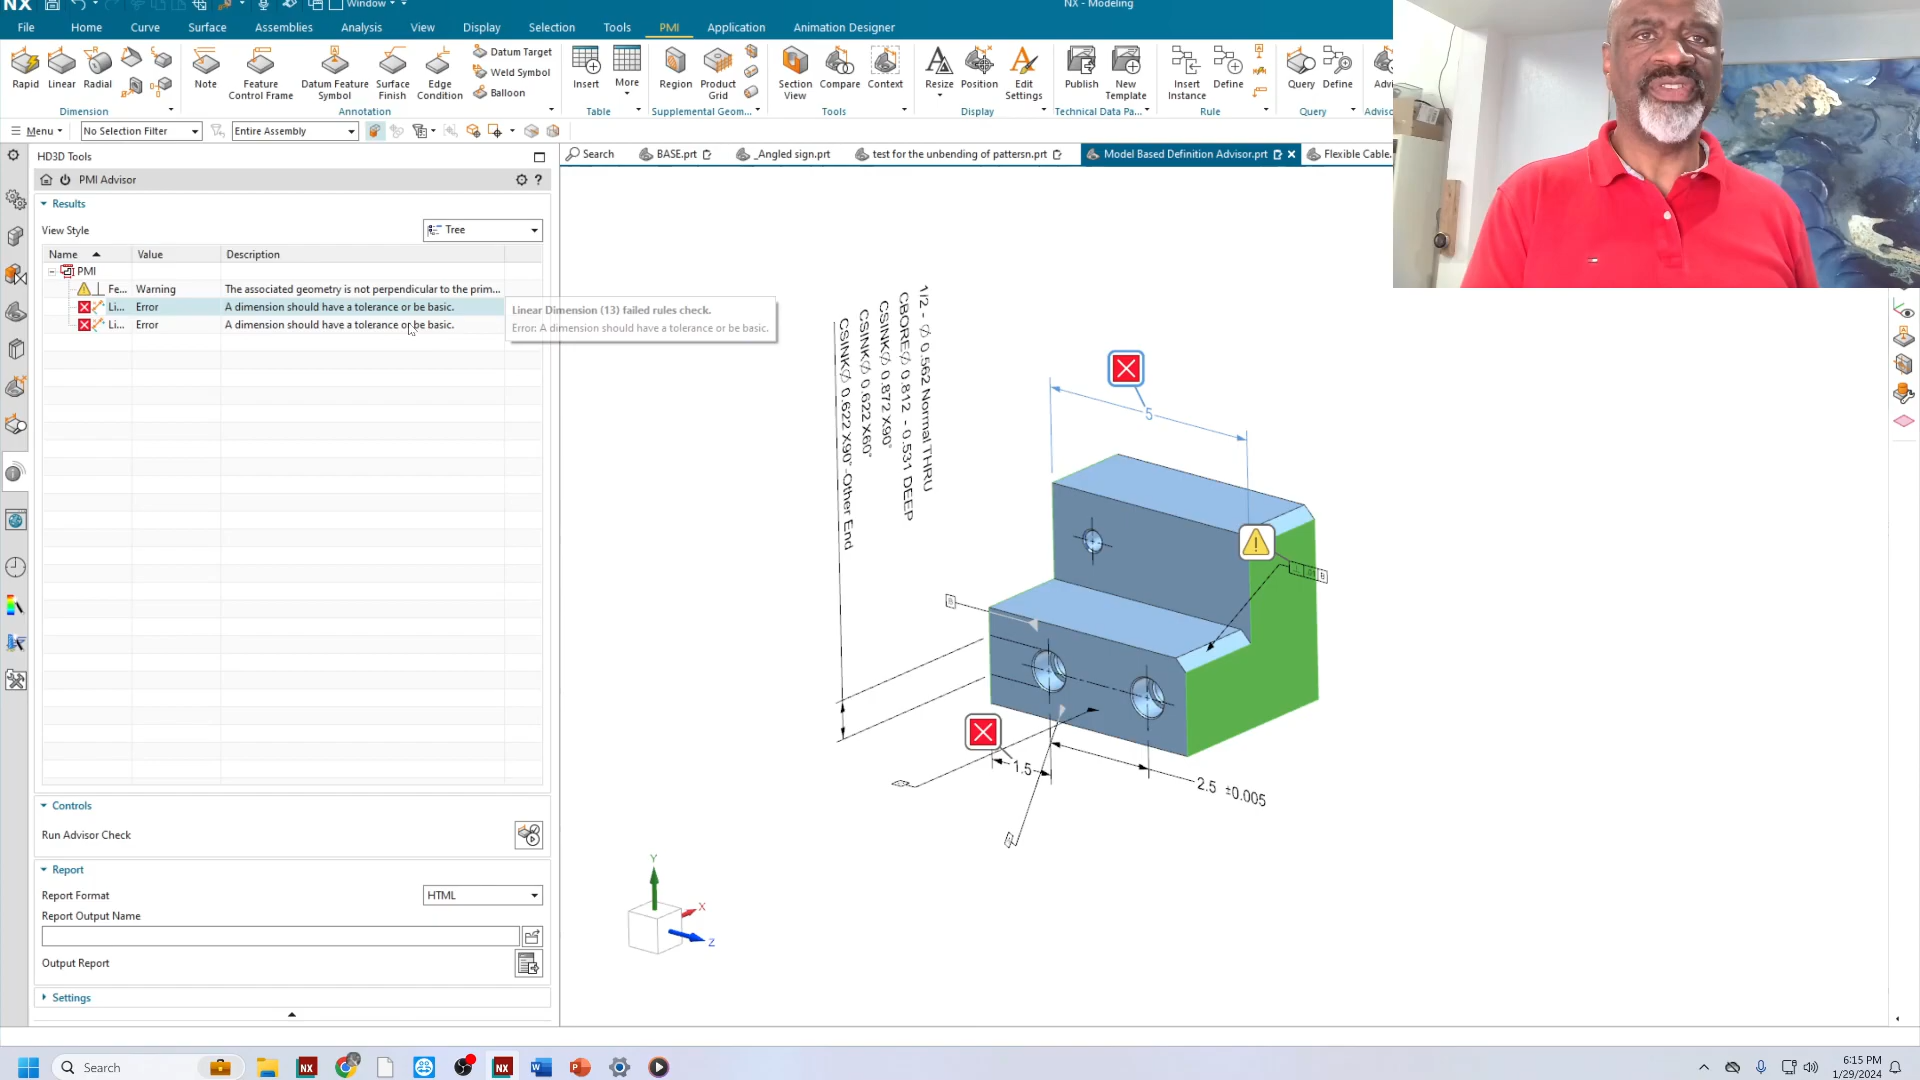 NX
Window
NX - Modeling
File Home Curve Surface Assemblies Analysis View Display Selection Tools PMI Application Animation Designer
Rapid Linear Radial
Dimension
Note Feature Control Frame Datum Feature Symbol Surface Finish Edge Condition
Datum Target
Weld Symbol
Balloon
Annotation
Insert More
Table
Region Product Grid
Supplemental Geom...
Section View Compare Context
Tools
Resize Position Edit Settings
Display
Publish New Template
Technical Data Pa...
Insert Instance Define
Rule
Query Define
Query
Menu No Selection Filter Entire Assembly
HD3D Tools
PMI Advisor
Results
View Style Tree
Name Value Description
PMI
Fe... Warning The associated geometry is not perpendicular to the prim...
Li... Error A dimension should have a tolerance or be basic.
Li... Error A dimension should have a tolerance or be basic.
Linear Dimension (13) failed rules check.
Error: A dimension should have a tolerance or be basic.
Controls
Run Advisor Check
Report
Report Format HTML
Report Output Name
Output Report
Settings
Search BASE.prt _Angled sign.prt test for the unbending of pattersn.prt Model Based Definition Advisor.prt Flexible Cable.
1/2 - Ø 0.562 Normal THRU
CBORE Ø 0.812 - 0.531 DEEP
CSINK Ø 0.872 X 90°
CSINK Ø 0.622 X 60°
CSINK Ø 0.622 X 90° -Other End
5
B
B
1.5
2.5 ±0.005
Y
X
Z
Search
NX
NX
6:15 PM
1/29/2024